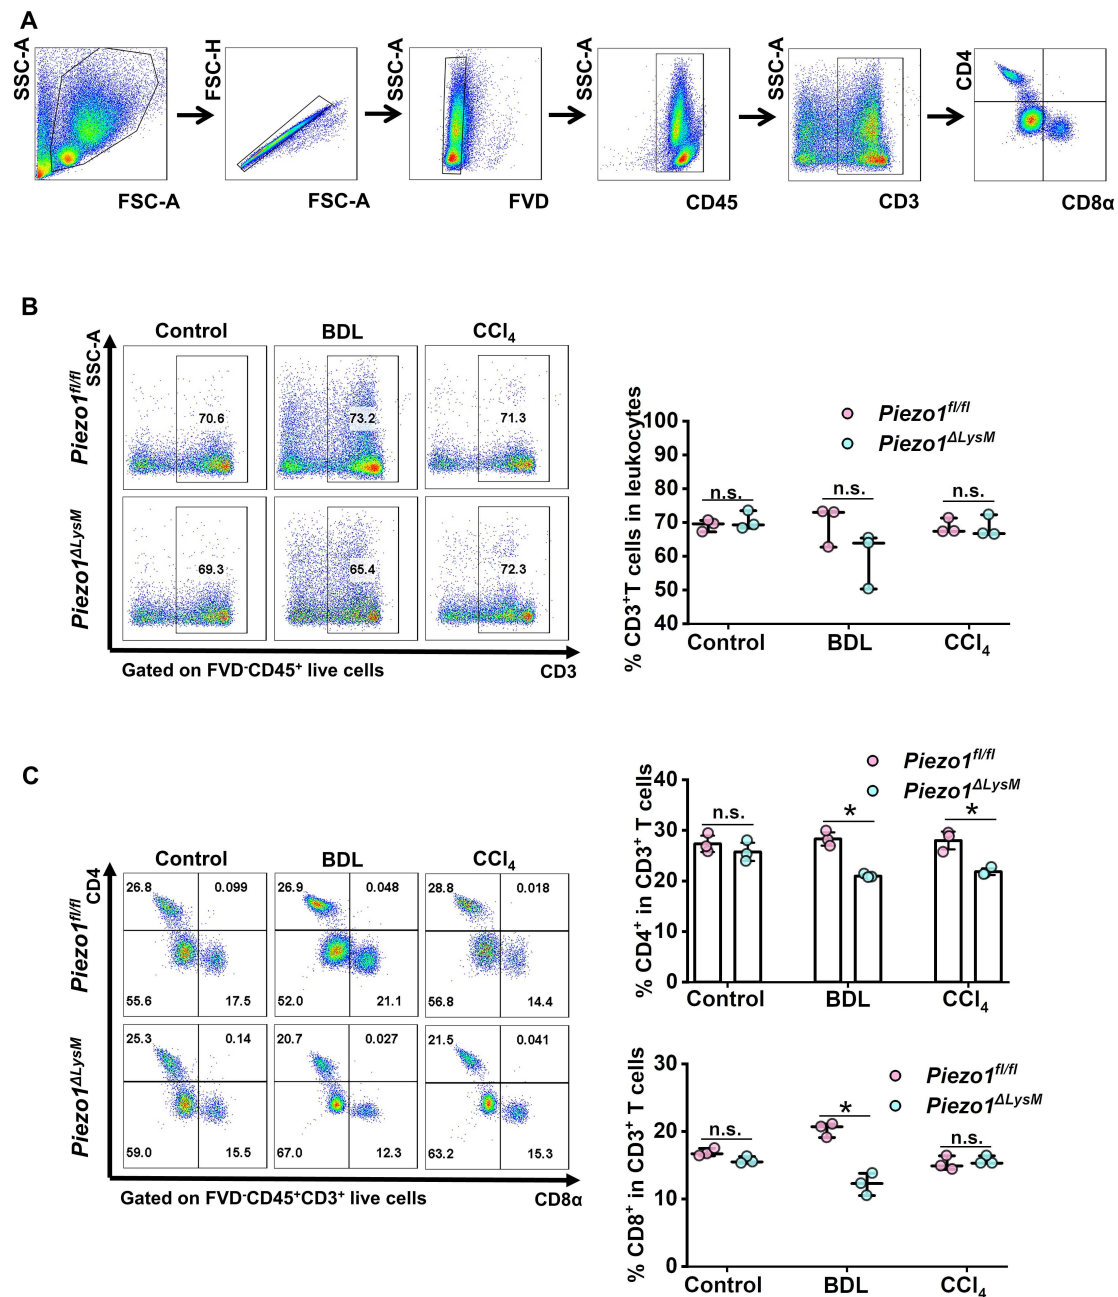 A
SSC-A
FSC-A
FSC-H
FSC-A
SSC-A
FVD
SSC-A
CD45
SSC-A
CD3
CD4
CD8α
B
Control
BDL
CCl4
SSC-A
Piezo1fl/fl
70.6
73.2
71.3
Piezo1ΔLysM
69.3
65.4
72.3
Gated on FVD-CD45+ live cells
CD3
Piezo1fl/fl
Piezo1ΔLysM
% CD3+T cells in leukocytes
100
90
80
70
60
50
40
n.s.
n.s.
n.s.
Control
BDL
CCl4
C
Control
BDL
CCl4
CD4
Piezo1fl/fl
26.8
0.099
55.6
17.5
26.9
0.048
52.0
21.1
28.8
0.018
56.8
14.4
Piezo1ΔLysM
25.3
0.14
59.0
15.5
20.7
0.027
67.0
12.3
21.5
0.041
63.2
15.3
Gated on FVD-CD45+CD3+ live cells
CD8α
Piezo1fl/fl
Piezo1ΔLysM
% CD4+ in CD3+ T cells
40
30
20
10
0
n.s.
*
*
Control
BDL
CCl4
Piezo1fl/fl
Piezo1ΔLysM
% CD8+ in CD3+ T cells
30
20
10
0
n.s.
*
n.s.
Control
BDL
CCl4